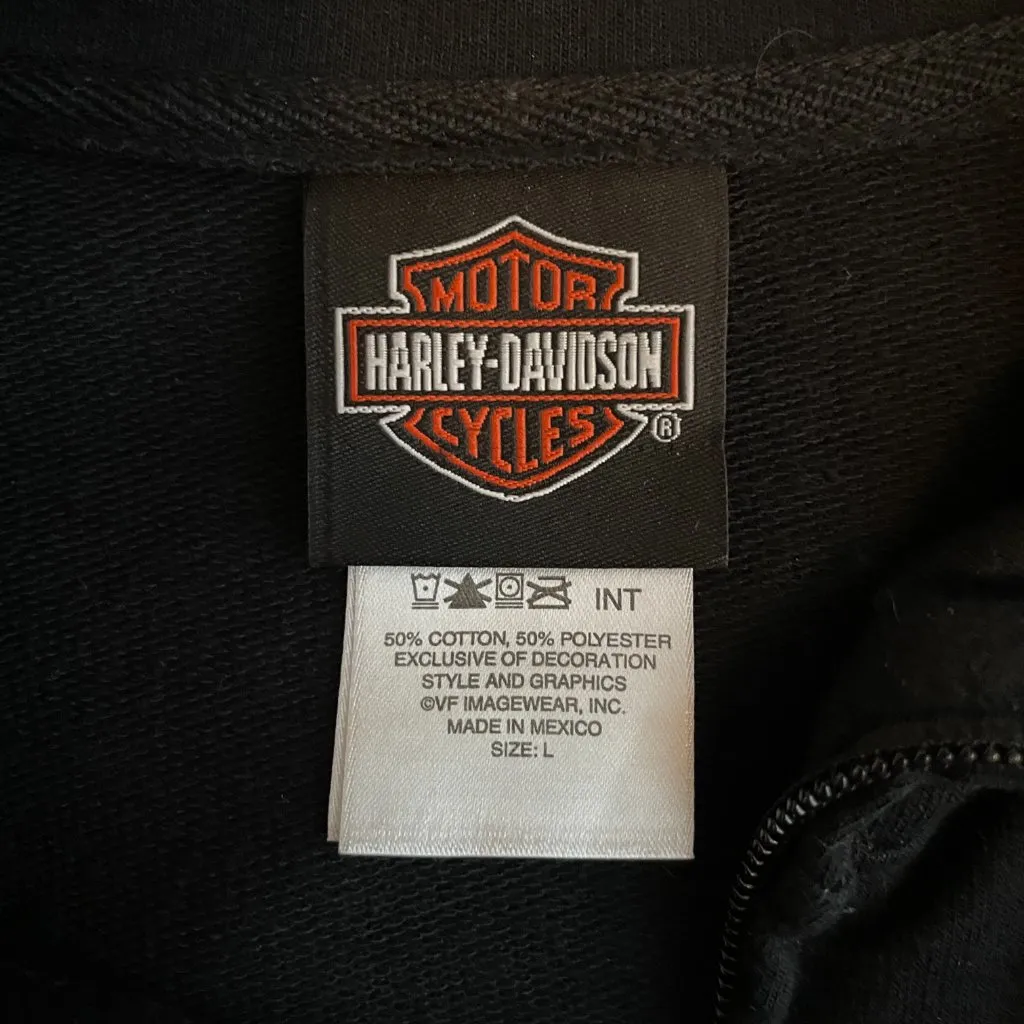 MOTOR
HARLEY-DAVIDSON
CYCLES
®
INT
50% COTTON, 50% POLYESTER
EXCLUSIVE OF DECORATION
STYLE AND GRAPHICS
©VF IMAGEWEAR, INC.
MADE IN MEXICO
SIZE: L